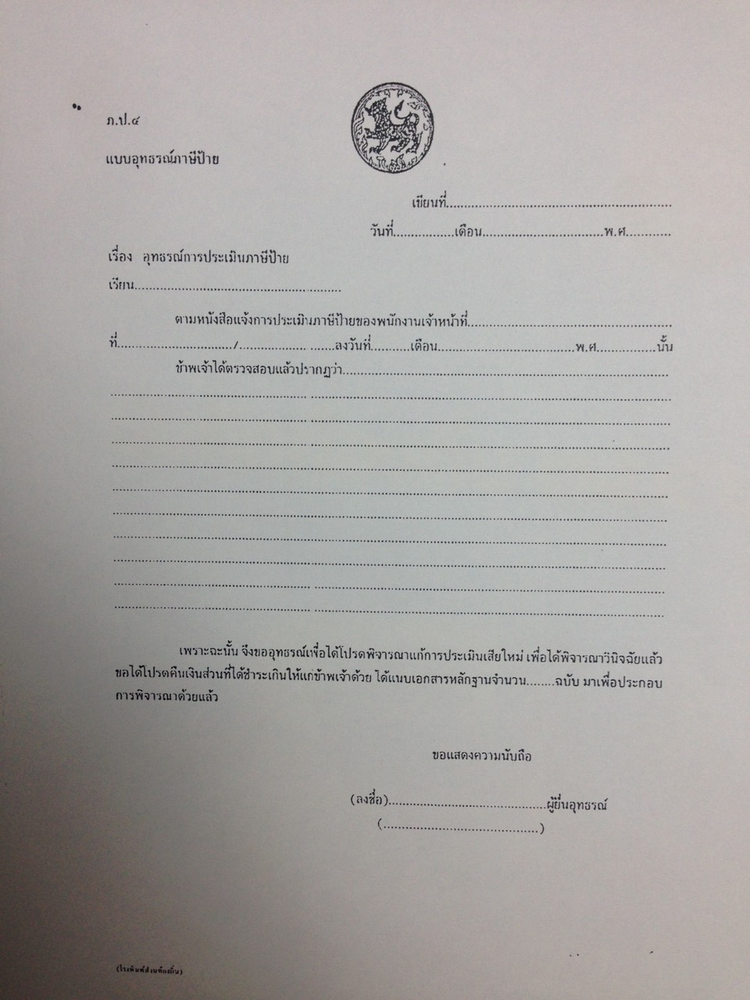 ภ.ป.๔
แบบอุทธรณ์ภาษีป้าย
เขียนที่..............................................................
วันที่.................เดือน..................................พ.ศ............
เรื่อง อุทธรณ์การประเมินภาษีป้าย
เรียน.........................................................
ตามหนังสือแจ้งการประเมินภาษีป้ายของพนักงานเจ้าหน้าที่.........................................................
ที่................................/..................  .......ลงวันที่...........เดือน......................................พ.ศ.................นั้น
ข้าพเจ้าได้ตรวจสอบแล้วปรากฏว่า..........................................................................................
เพราะฉะนั้น จึงขออุทธรณ์เพื่อได้โปรดพิจารณาแก้การประเมินเสียใหม่ เพื่อได้พิจารณาวินิจฉัยแล้ว
ขอได้โปรดคืนเงินส่วนที่ได้ชำระเกินให้แก่ข้าพเจ้าด้วย ได้แนบเอกสารหลักฐานจำนวน........ฉบับ มาเพื่อประกอบ
การพิจารณาด้วยแล้ว
ขอแสดงความนับถือ
(ลงชื่อ)...........................................ผู้ยื่นอุทธรณ์
(..........................................)
(โรงพิมพ์ส่วนท้องถิ่น)